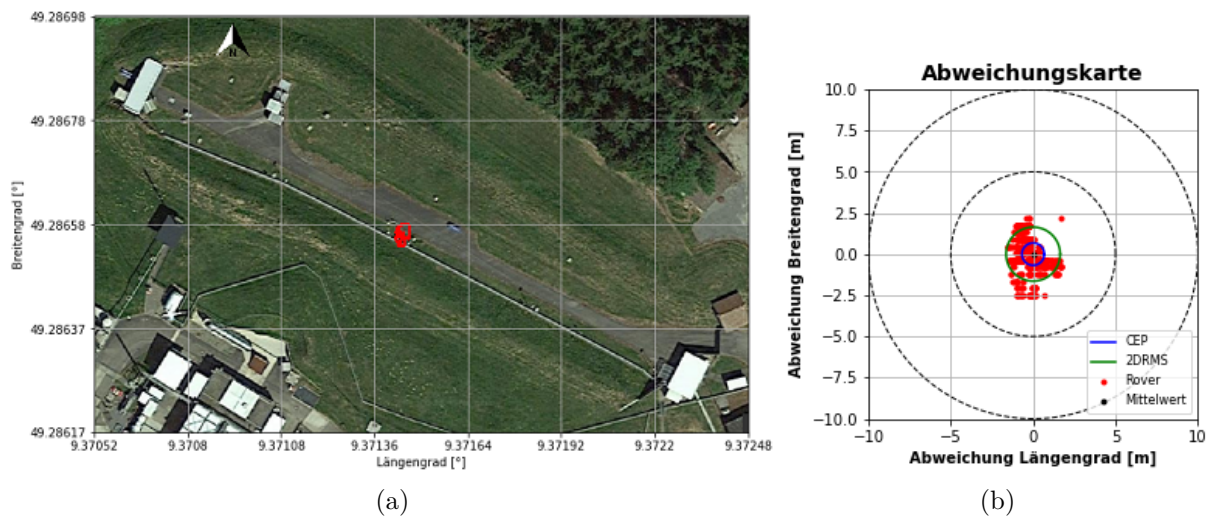 49.28698
49.28678
49.28658
49.28637
49.28617
Breitengrad [°]
N
9.37052
9.3708
9.37108
9.37136
9.37164
9.37192
9.3722
9.37248
Längengrad [°]
(a)
Abweichungskarte
10.0
7.5
5.0
2.5
0.0
−2.5
−5.0
−7.5
−10.0
Abweichung Breitengrad [m]
CEP
2DRMS
Rover
Mittelwert
−10
−5
0
5
10
Abweichung Längengrad [m]
(b)